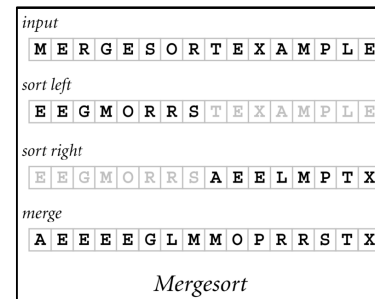 input
M E R G E S O R T E X A M P L E
sort left
E E G M O R R S T E X A M P L E
sort right
E E G M O R R S A E E L M P T X
merge
A E E E E G L M M O P R R S T X
Mergesort